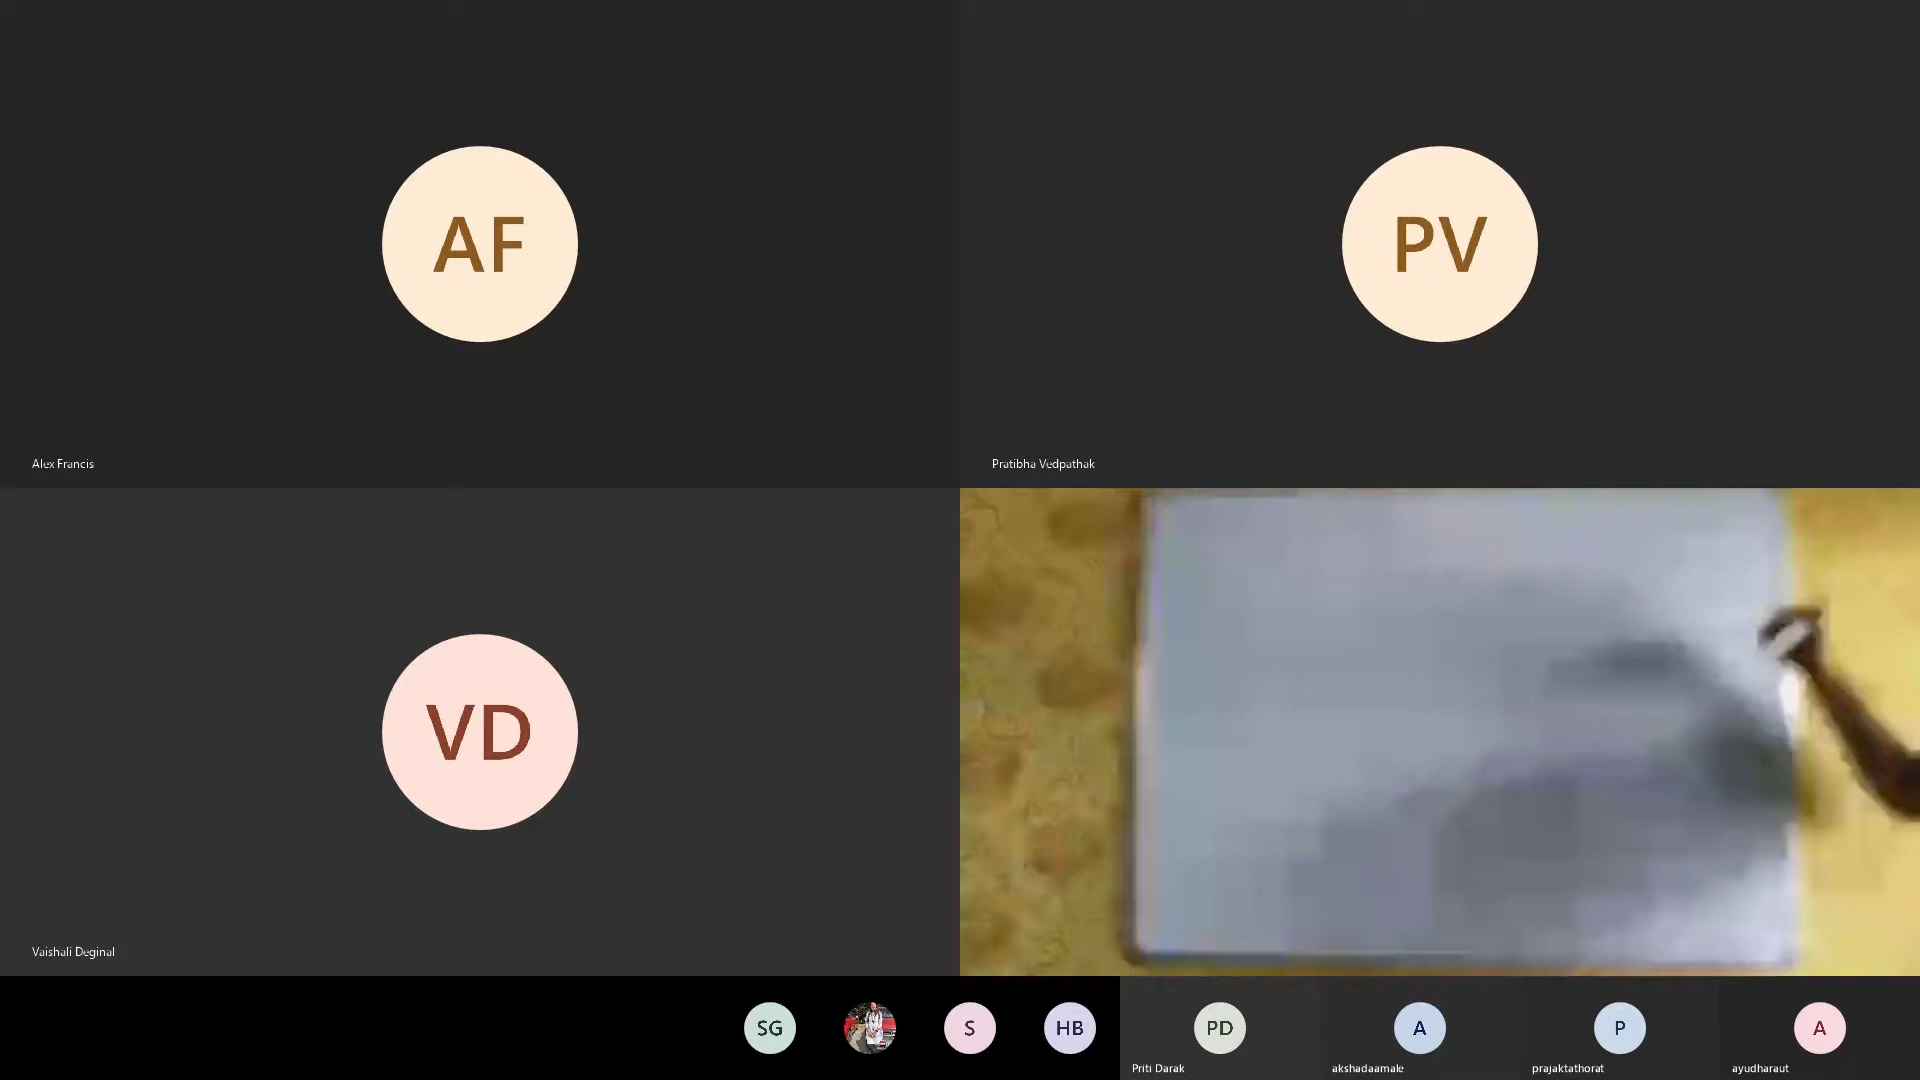 AF
Alex Francis
PV
Pratibha Vedpathak
VD
Vaishali Deginal
SG
S
HB
PD
Priti Darak
A
akshadaamale
P
prajaktathorat
A
ayudharaut